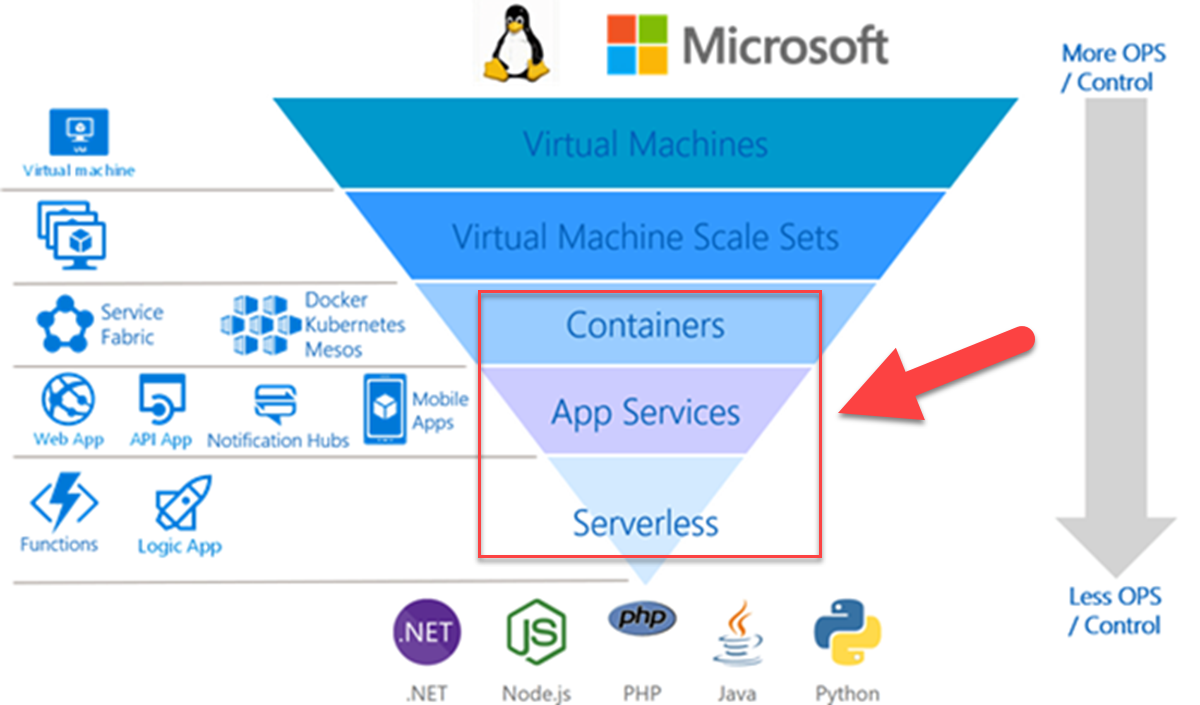 Microsoft
More OPS
/ Control
Virtual Machines
VM
Virtual machine
Virtual Machine Scale Sets
Service
Fabric
Docker
Kubernetes
Mesos
Containers
Web App
API App
Notification Hubs
Mobile
Apps
App Services
Functions
Logic App
Serverless
Less OPS
/ Control
.NET
JS
php
.NET
Node.js
PHP
Java
Python